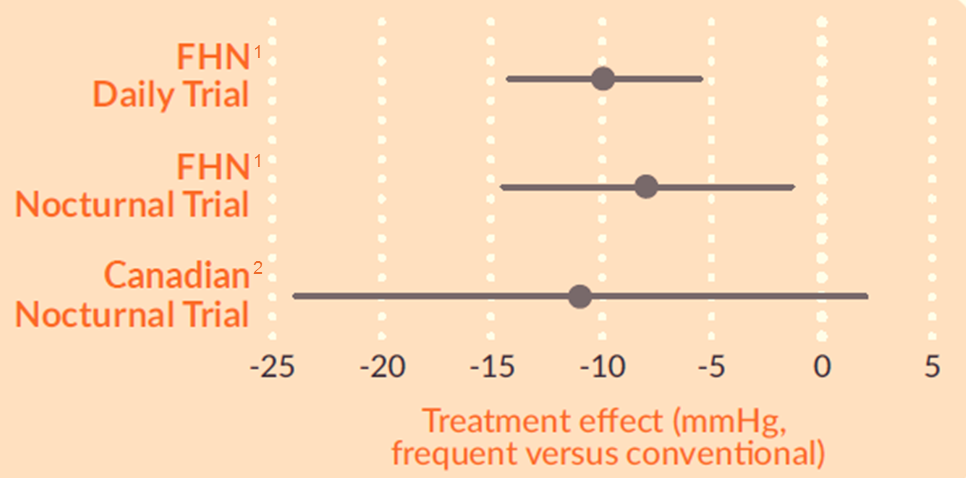 FHN¹
Daily Trial
FHN¹
Nocturnal Trial
Canadian²
Nocturnal Trial
-25 -20 -15 -10 -5 0 5
Treatment effect (mmHg,
frequent versus conventional)